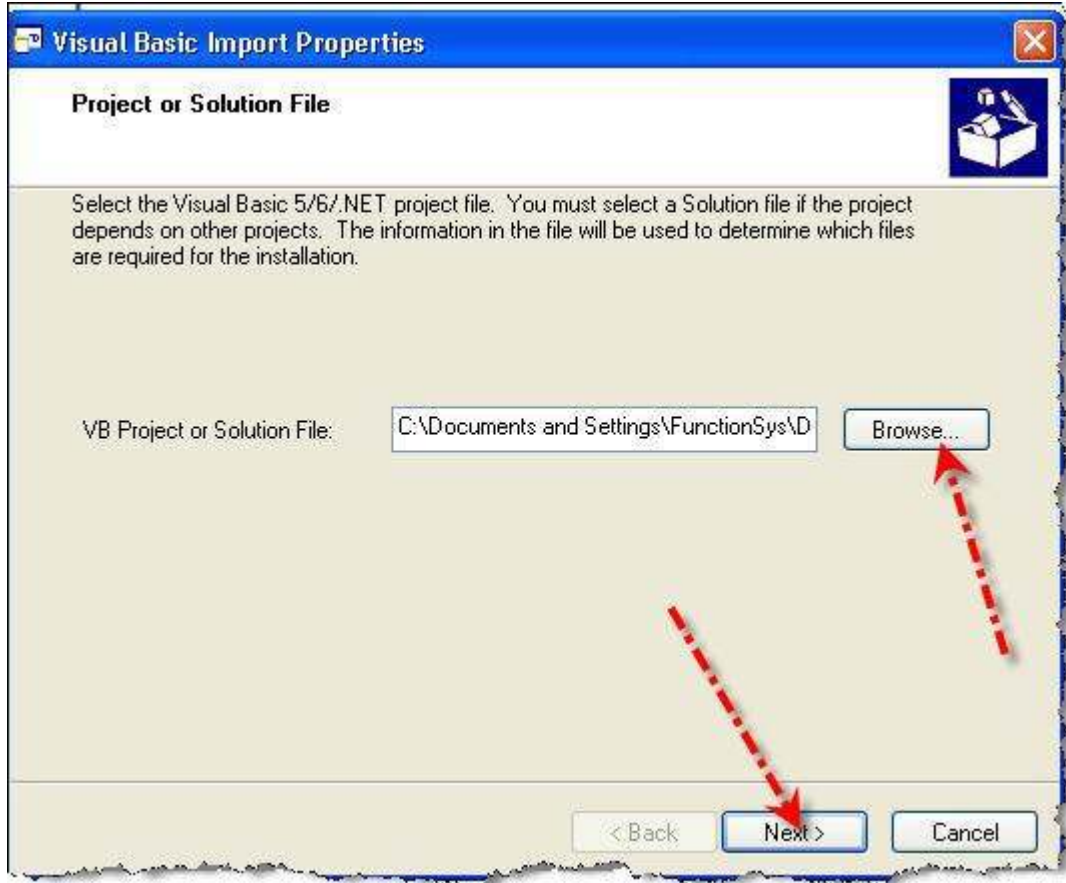 Visual Basic Import Properties
Project or Solution File
Select the Visual Basic 5/6/.NET project file.  You must select a Solution file if the project
depends on other projects.  The information in the file will be used to determine which files
are required for the installation.
VB Project or Solution File: C:\Documents and Settings\FunctionSys\D Browse...
< Back Next > Cancel